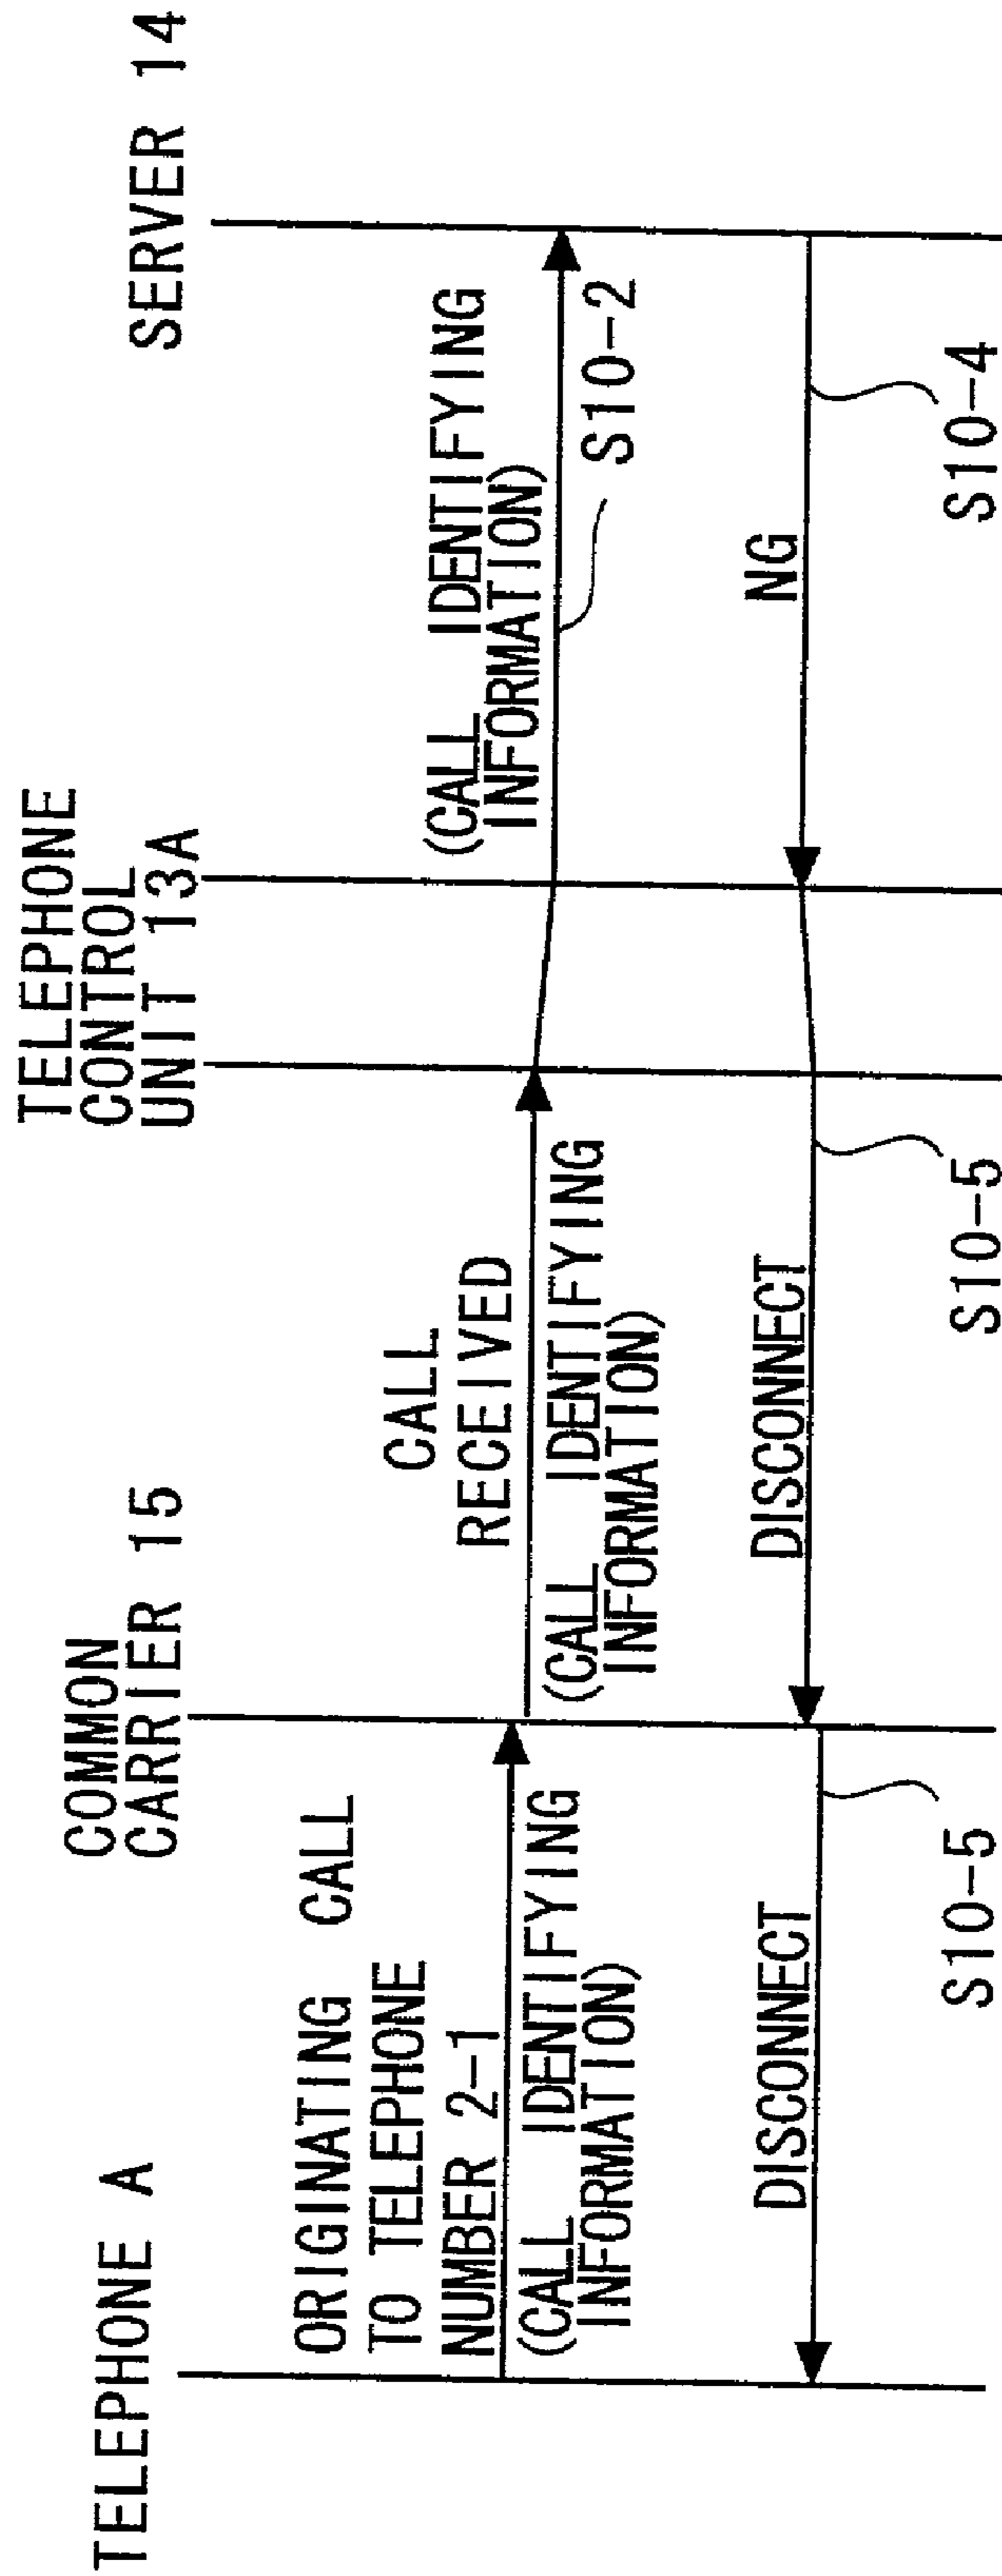 TELEPHONE A
COMMON
CARRIER 15
TELEPHONE
CONTROL
UNIT 13A
SERVER 14
ORIGINATING CALL
TO TELEPHONE
NUMBER 2-1
(CALL IDENTIFYING
INFORMATION)
CALL
RECEIVED
(CALL IDENTIFYING
INFORMATION)
(CALL IDENTIFYING
INFORMATION)
S10-2
DISCONNECT
S10-5
DISCONNECT
S10-5
NG
S10-4